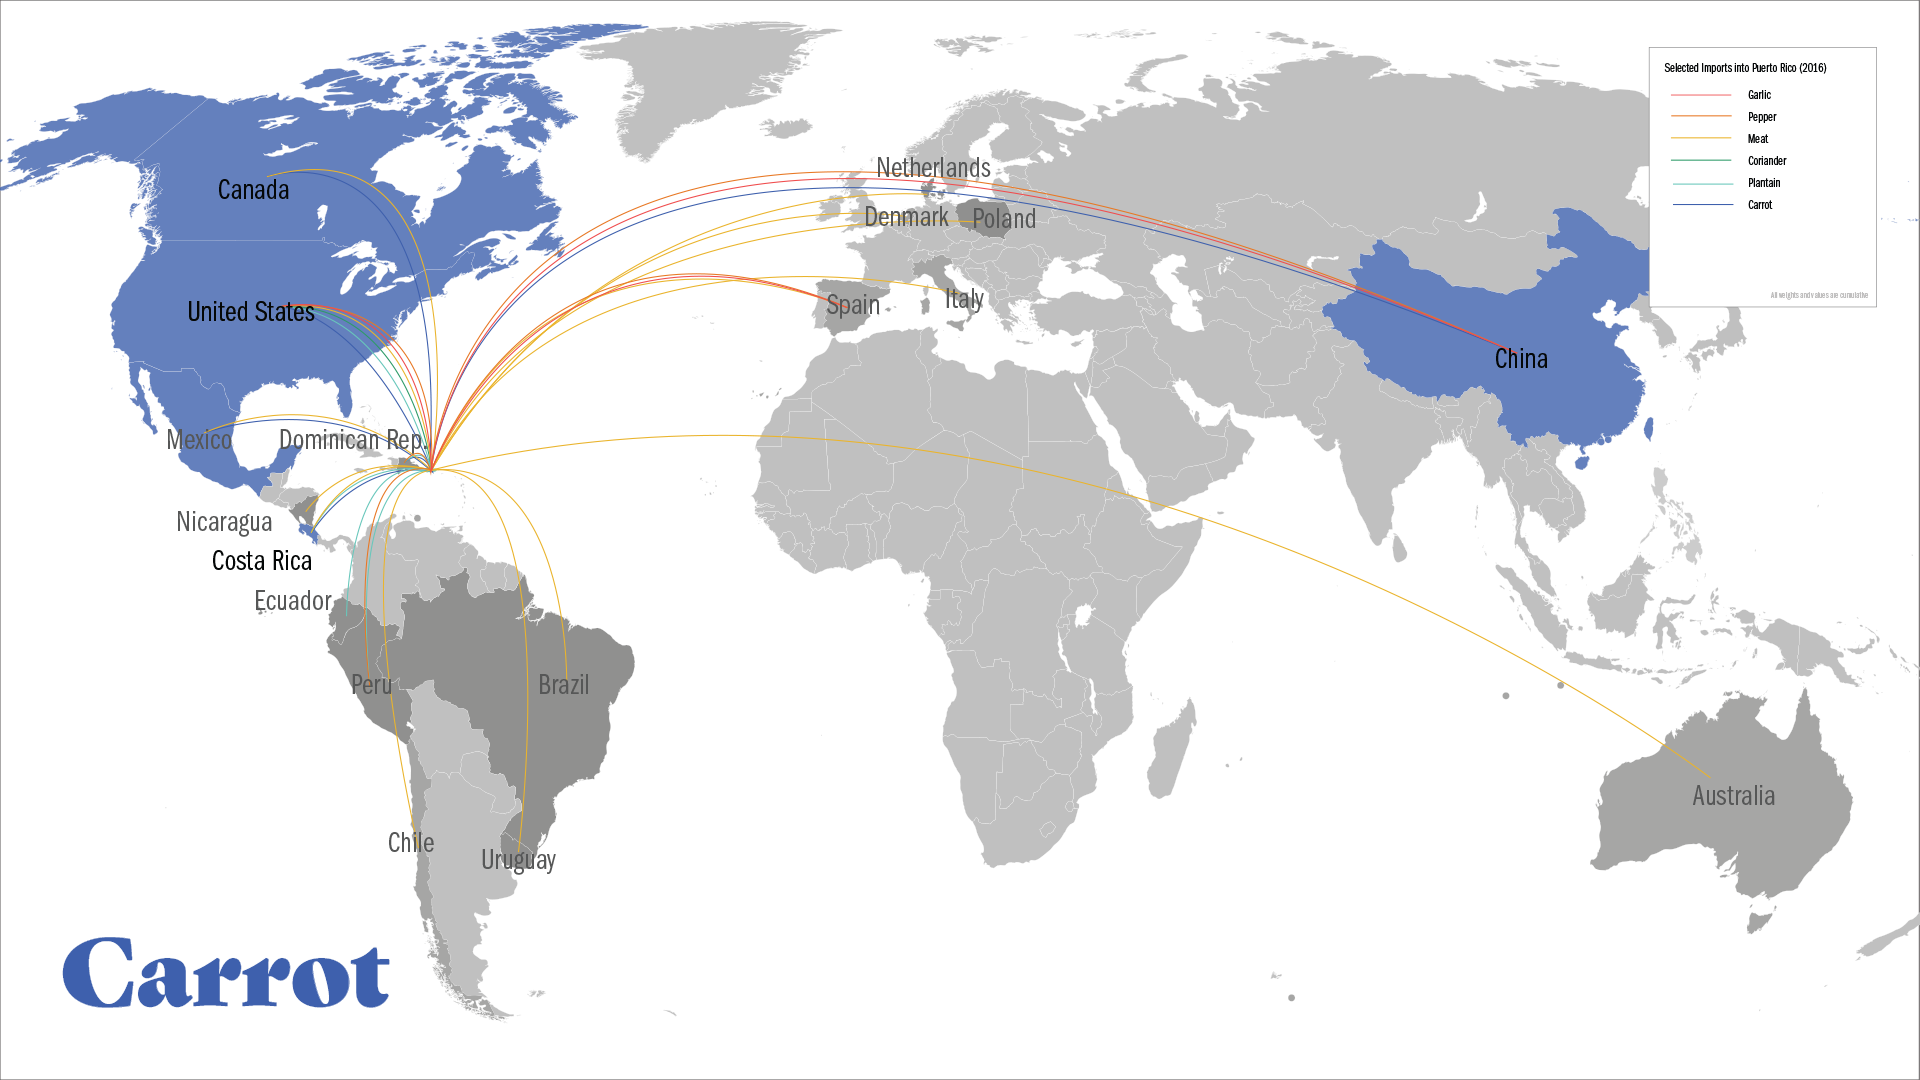 Selected Imports into Puerto Rico (2016)
Garlic
Pepper
Meat
Coriander
Plantain
Carrot
All weights and values are cumulative
Netherlands
Canada
Denmark
Poland
Spain
Italy
United States
China
Mexico
Dominican Rep.
Nicaragua
Costa Rica
Ecuador
Peru
Brazil
Australia
Chile
Uruguay
Carrot